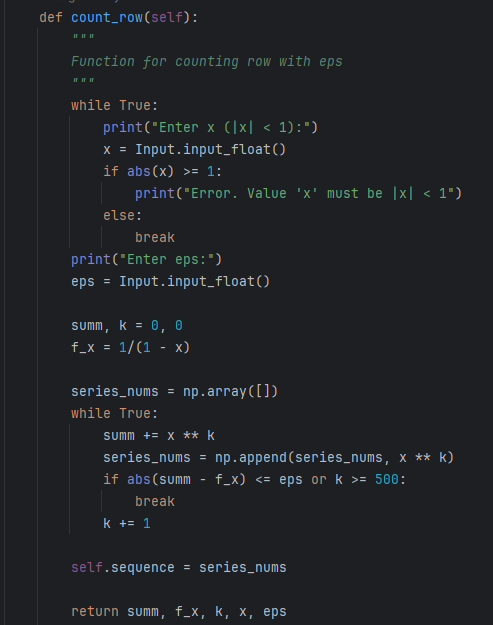 def count_row(self):
"""
Function for counting row with eps
"""
while True:
print("Enter x (|x| < 1):")
x = Input.input_float()
if abs(x) >= 1:
print("Error. Value 'x' must be |x| < 1")
else:
break
print("Enter eps:")
eps = Input.input_float()
summ, k = 0, 0
f_x = 1/(1 - x)
series_nums = np.array([])
while True:
summ += x ** k
series_nums = np.append(series_nums, x ** k)
if abs(summ - f_x) <= eps or k >= 500:
break
k += 1
self.sequence = series_nums
return summ, f_x, k, x, eps